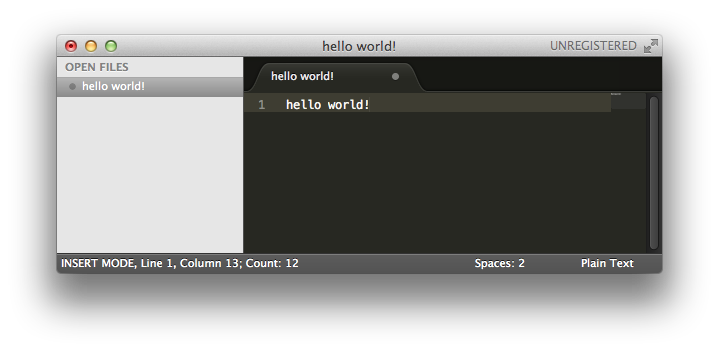 hello world!
UNREGISTERED
OPEN FILES
hello world!
hello world!
1 hello world!
INSERT MODE, Line 1, Column 13; Count: 12
Spaces: 2
Plain Text